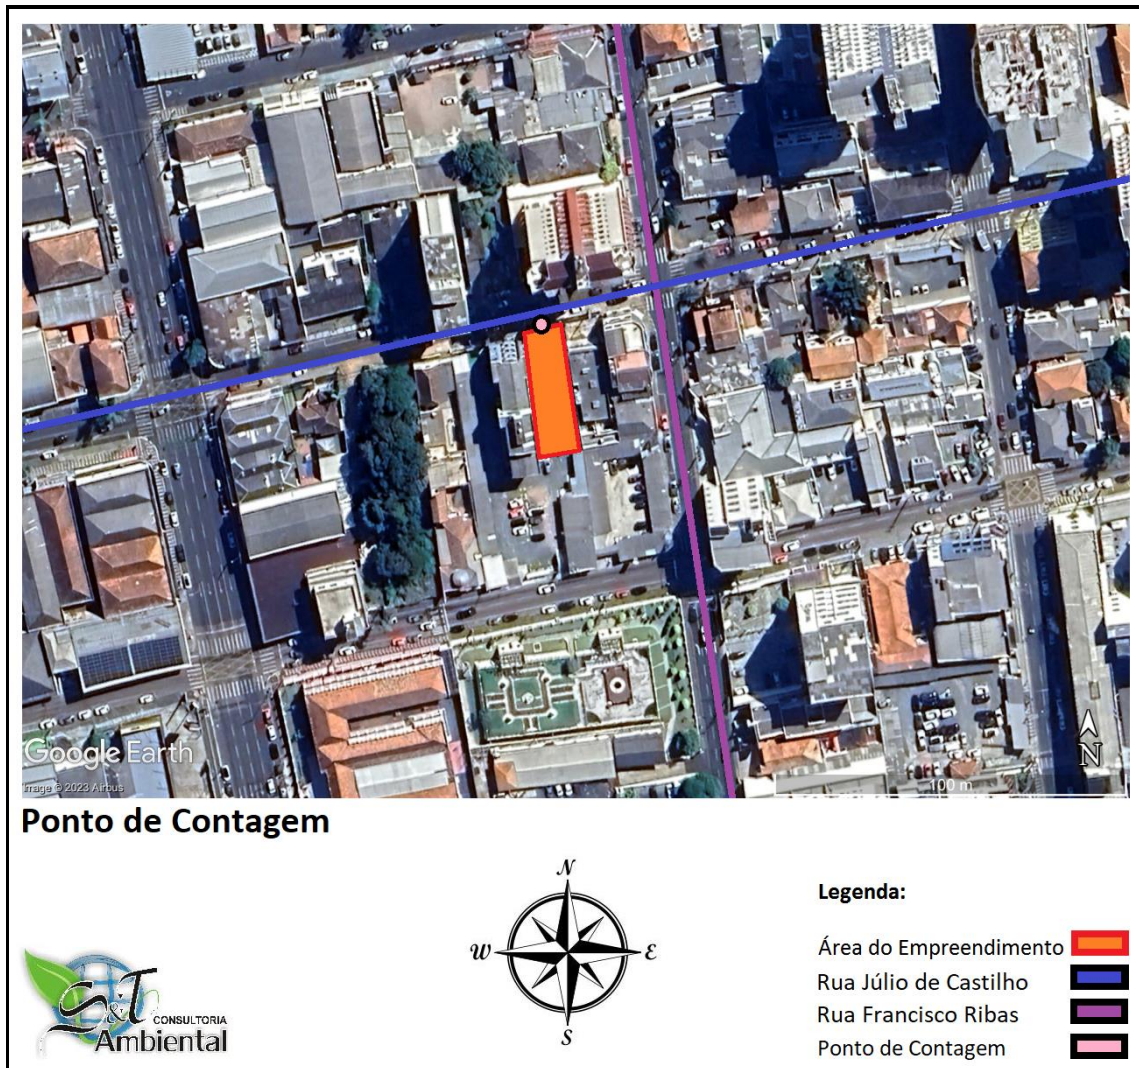 Google Earth
Image © 2023 Airbus
N
100 m
Ponto de Contagem
N
W
E
S
S&T
CONSULTORIA
Ambiental
Legenda:
Área do Empreendimento
Rua Júlio de Castilho
Rua Francisco Ribas
Ponto de Contagem